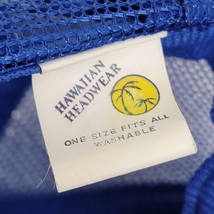 HAWAIIAN
HEADWEAR
ONE SIZE FITS ALL
WASHABLE